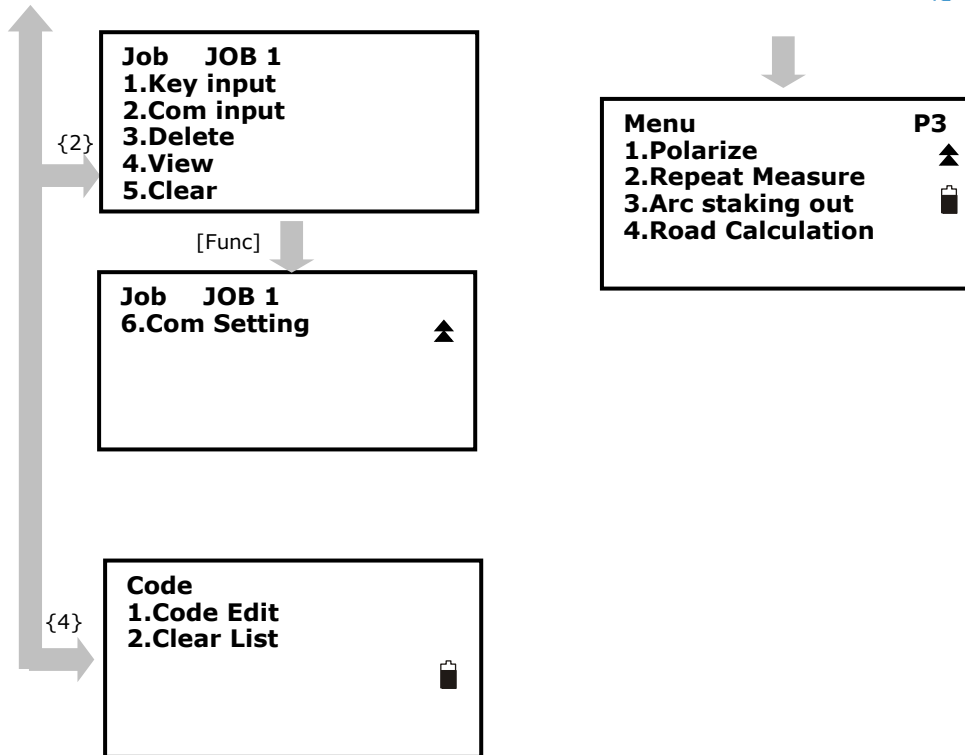 {2}
Job JOB 1
1.Key input
2.Com input
3.Delete
4.View
5.Clear
[Func]
Job JOB 1
6.Com Setting
{4}
Code
1.Code Edit
2.Clear List
Menu P3
1.Polarize
2.Repeat Measure
3.Arc staking out
4.Road Calculation